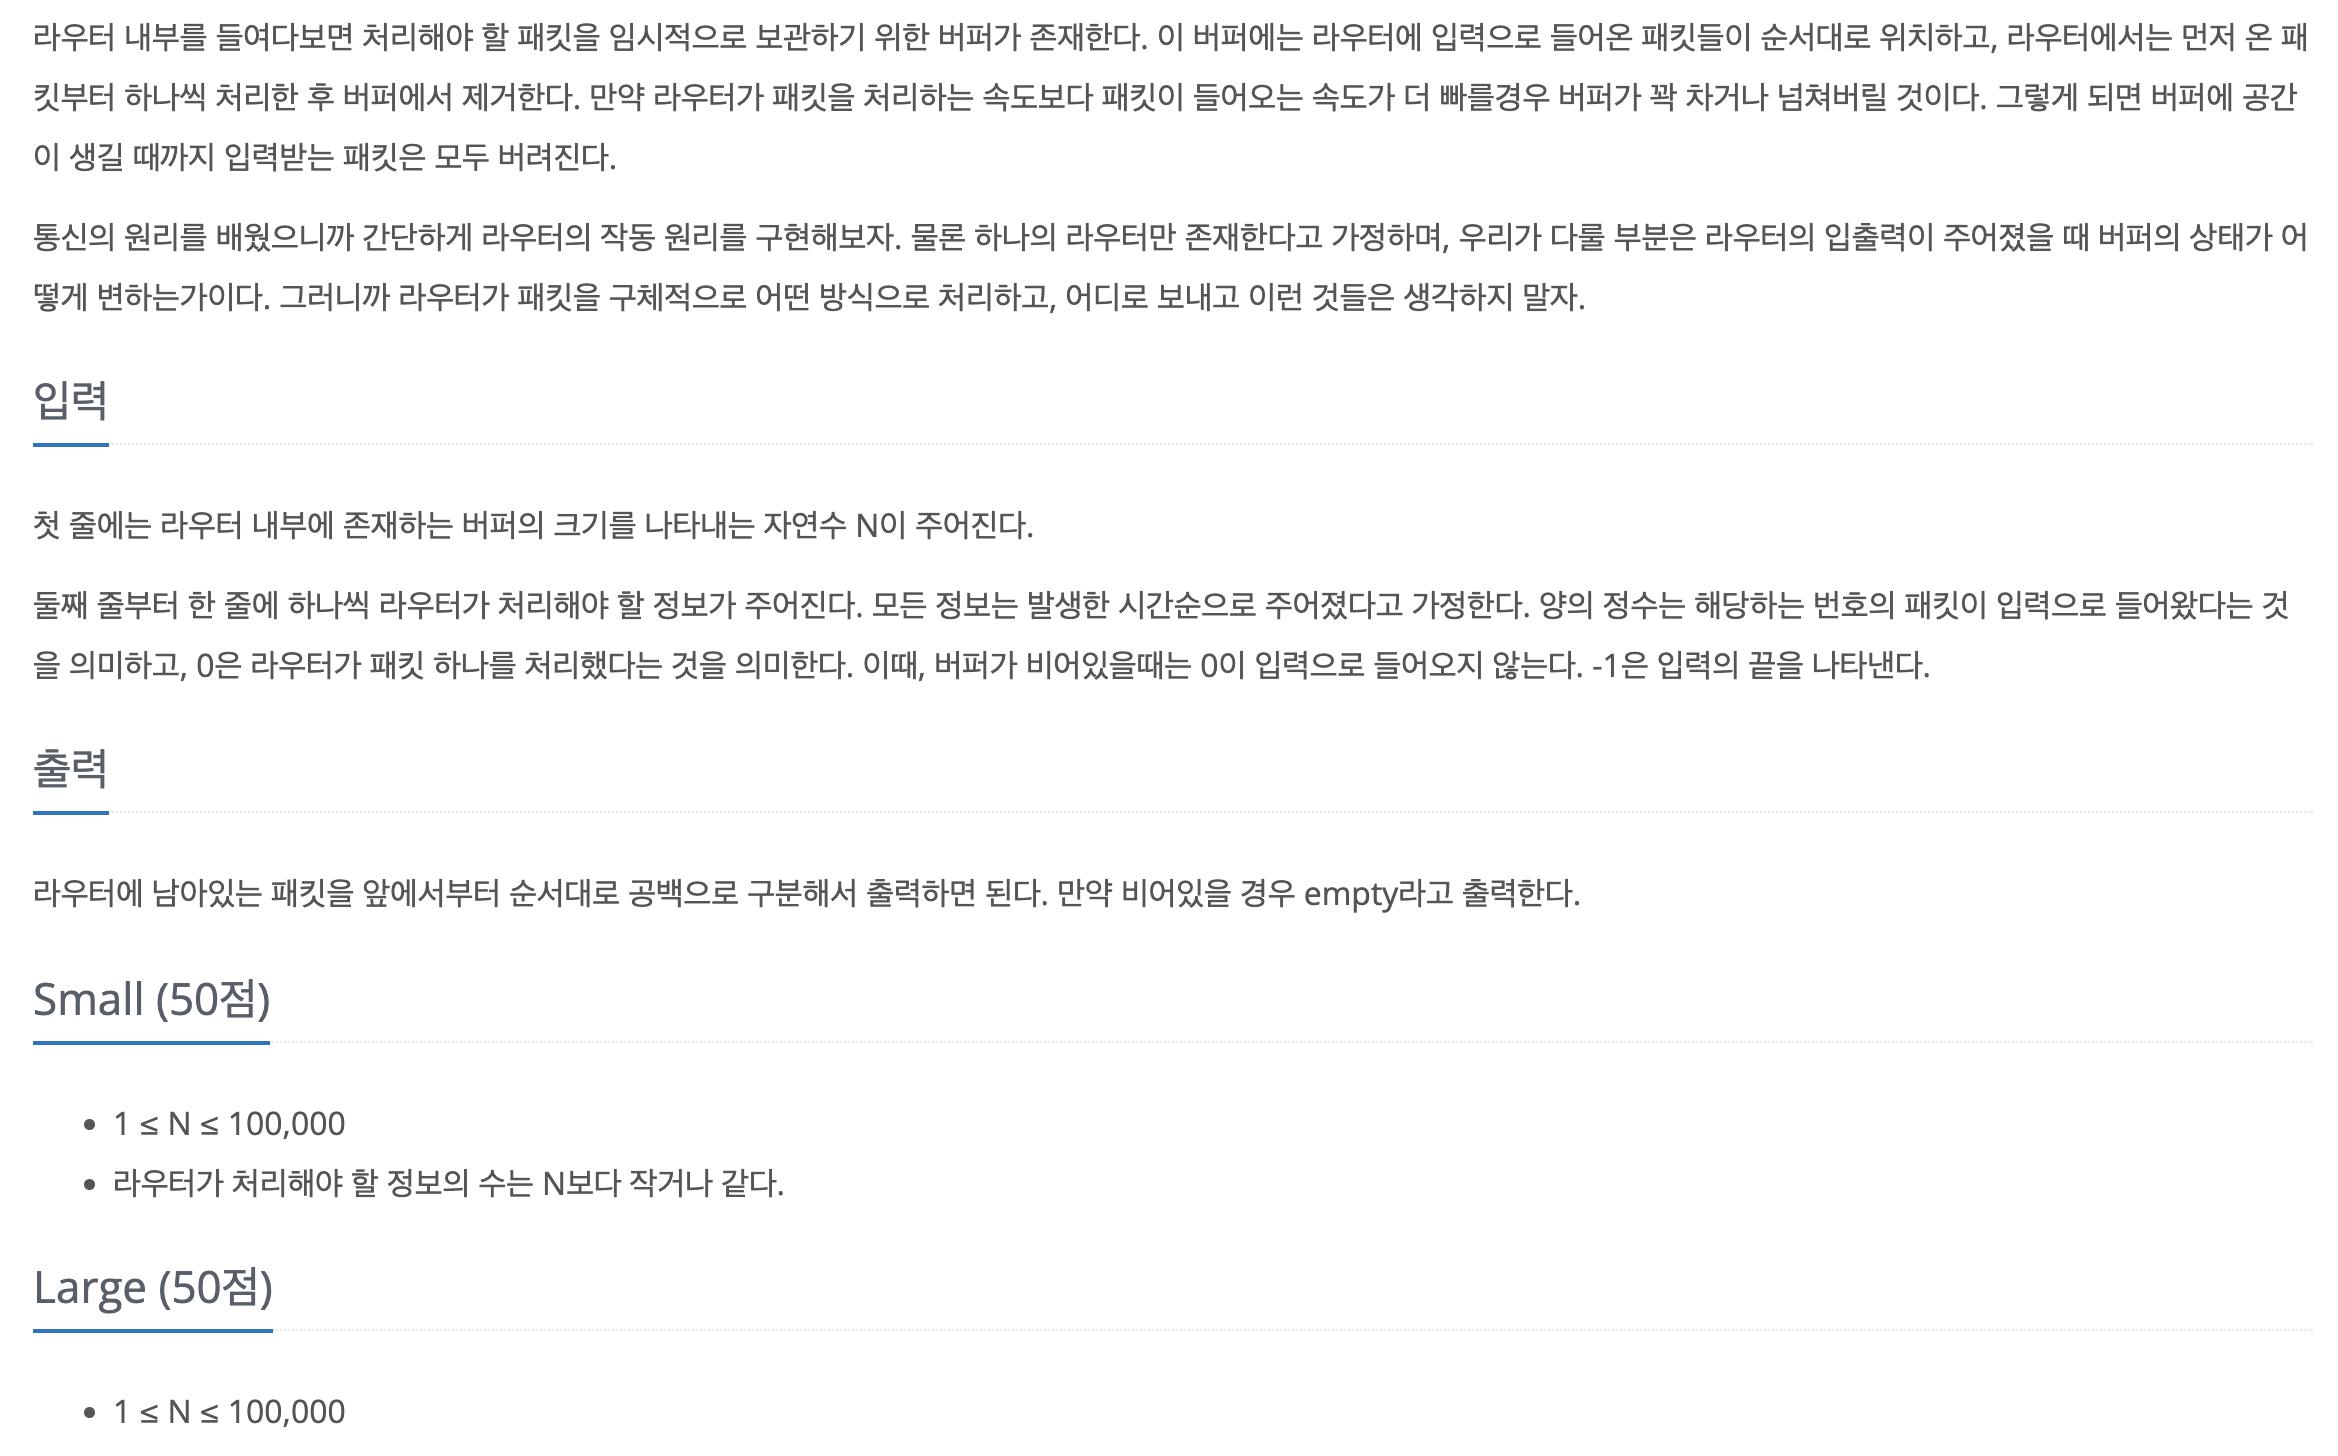 라우터 내부를 들여다보면 처리해야 할 패킷을 임시적으로 보관하기 위한 버퍼가 존재한다. 이 버퍼에는 라우터에 입력으로 들어온 패킷들이 순서대로 위치하고, 라우터에서는 먼저 온 패
킷부터 하나씩 처리한 후 버퍼에서 제거한다. 만약 라우터가 패킷을 처리하는 속도보다 패킷이 들어오는 속도가 더 빠를경우 버퍼가 꽉 차거나 넘쳐버릴 것이다. 그렇게 되면 버퍼에 공간
이 생길 때까지 입력받는 패킷은 모두 버려진다.
통신의 원리를 배웠으니까 간단하게 라우터의 작동 원리를 구현해보자. 물론 하나의 라우터만 존재한다고 가정하며, 우리가 다룰 부분은 라우터의 입출력이 주어졌을 때 버퍼의 상태가 어
떻게 변하는가이다. 그러니까 라우터가 패킷을 구체적으로 어떤 방식으로 처리하고, 어디로 보내고 이런 것들은 생각하지 말자.
입력
첫 줄에는 라우터 내부에 존재하는 버퍼의 크기를 나타내는 자연수 N이 주어진다.
둘째 줄부터 한 줄에 하나씩 라우터가 처리해야 할 정보가 주어진다. 모든 정보는 발생한 시간순으로 주어졌다고 가정한다. 양의 정수는 해당하는 번호의 패킷이 입력으로 들어왔다는 것
을 의미하고, 0은 라우터가 패킷 하나를 처리했다는 것을 의미한다. 이때, 버퍼가 비어있을때는 0이 입력으로 들어오지 않는다. -1은 입력의 끝을 나타낸다.
출력
라우터에 남아있는 패킷을 앞에서부터 순서대로 공백으로 구분해서 출력하면 된다. 만약 비어있을 경우 empty라고 출력한다.
Small (50점)
• 1 ≤ N ≤ 100,000
• 라우터가 처리해야 할 정보의 수는 N보다 작거나 같다.
Large (50점)
• 1 ≤ N ≤ 100,000